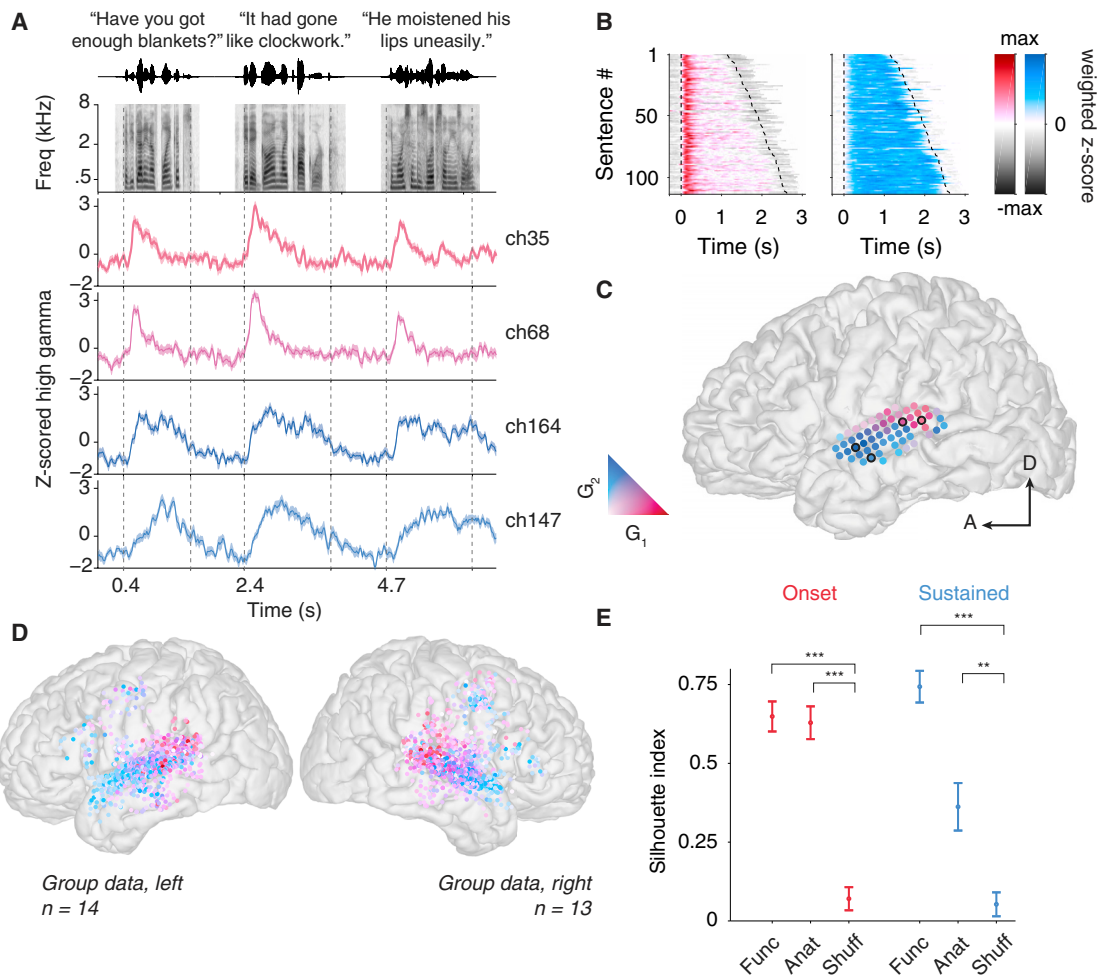 A
“Have you got
enough blankets?”
“It had gone
like clockwork.”
“He moistened his
lips uneasily.”
Freq (kHz)
8
2
.5
Z-scored high gamma
3
0
−2
ch35
3
0
−2
ch68
3
0
−2
ch164
3
0
−2
ch147
0.4
2.4
4.7
Time (s)
B
Sentence #
1
50
100
0 1 2 3
Time (s)
0 1 2 3
Time (s)
max
0
-max
weighted z-score
C
G2
G1
D
A
D
Group data, left
n = 14
Group data, right
n = 13
E
Onset
Sustained
***
***
***
**
Silhouette index
0.75
0.5
0.25
0
Func
Anat
Shuff
Func
Anat
Shuff